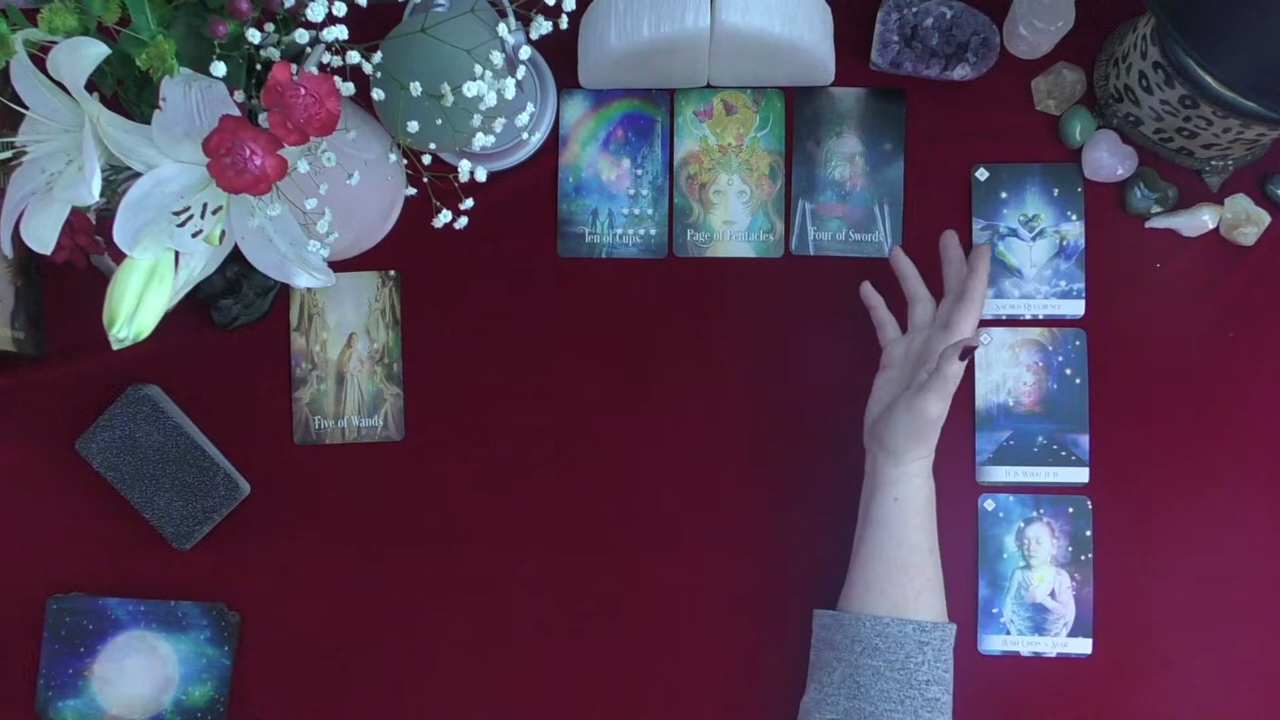 Ten of Cups
Page of Pentacles
Four of Swords
Sacred Reverence
Five of Wands
It Is What It Is
Wish Upon a Star